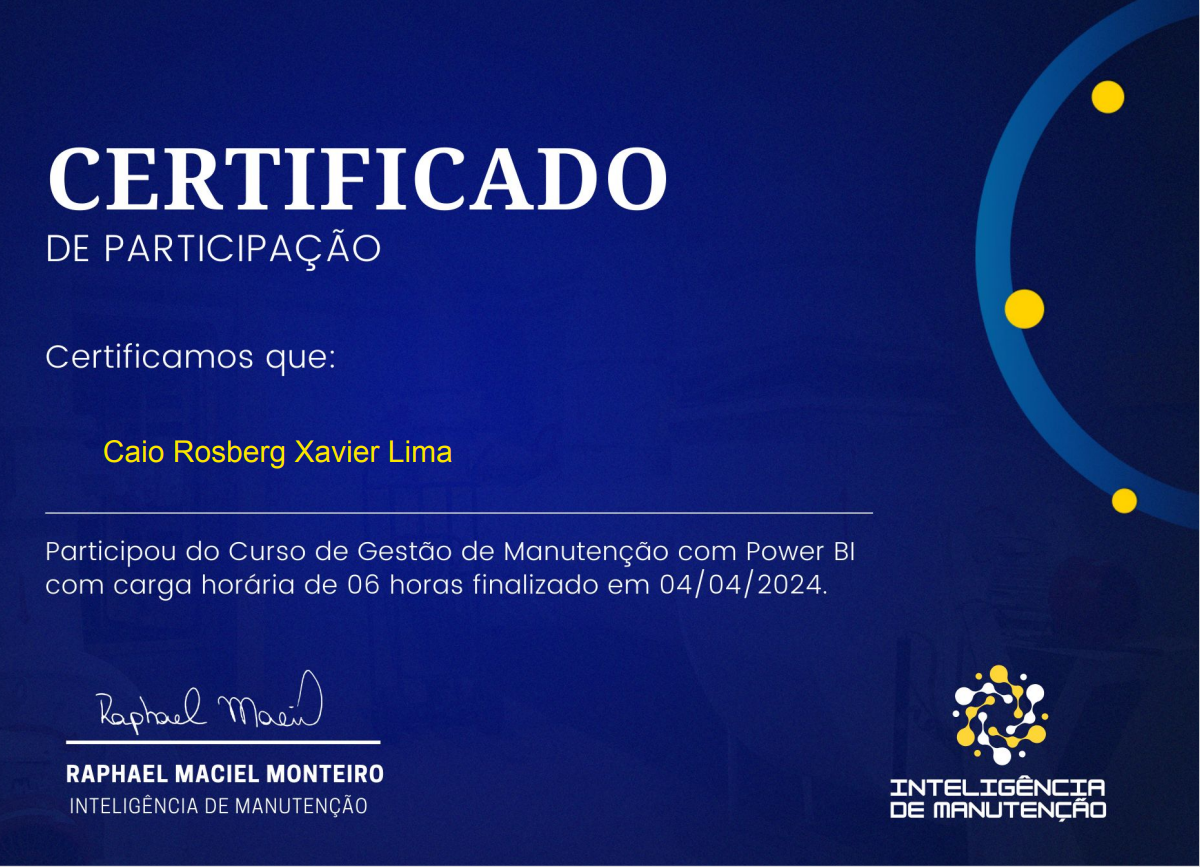 CERTIFICADO
DE PARTICIPAÇÃO
Certificamos que:
Caio Rosberg Xavier Lima
Participou do Curso de Gestão de Manutenção com Power BI
com carga horária de 06 horas finalizado em 04/04/2024.
Raphael Maciel
RAPHAEL MACIEL MONTEIRO
INTELIGÊNCIA DE MANUTENÇÃO
INTELIGÊNCIA
DE MANUTENÇÃO